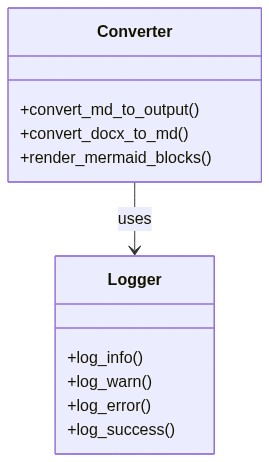 Converter
+convert_md_to_output()
+convert_docx_to_md()
+render_mermaid_blocks()
uses
Logger
+log_info()
+log_warn()
+log_error()
+log_success()